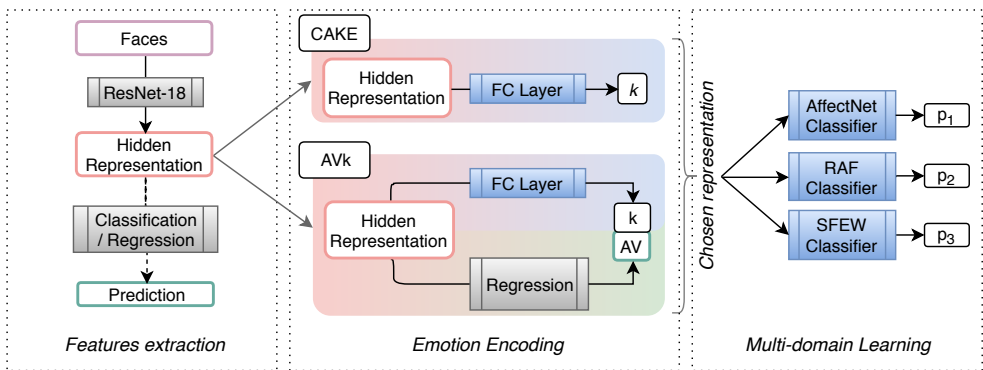 Faces
ResNet-18
Hidden
Representation
Classification
/ Regression
Prediction
Features extraction
CAKE
Hidden
Representation
FC Layer
k
AVk
Hidden
Representation
FC Layer
k
AV
Regression
Emotion Encoding
Chosen representation
AffectNet
Classifier
p1
RAF
Classifier
p2
SFEW
Classifier
p3
Multi-domain Learning